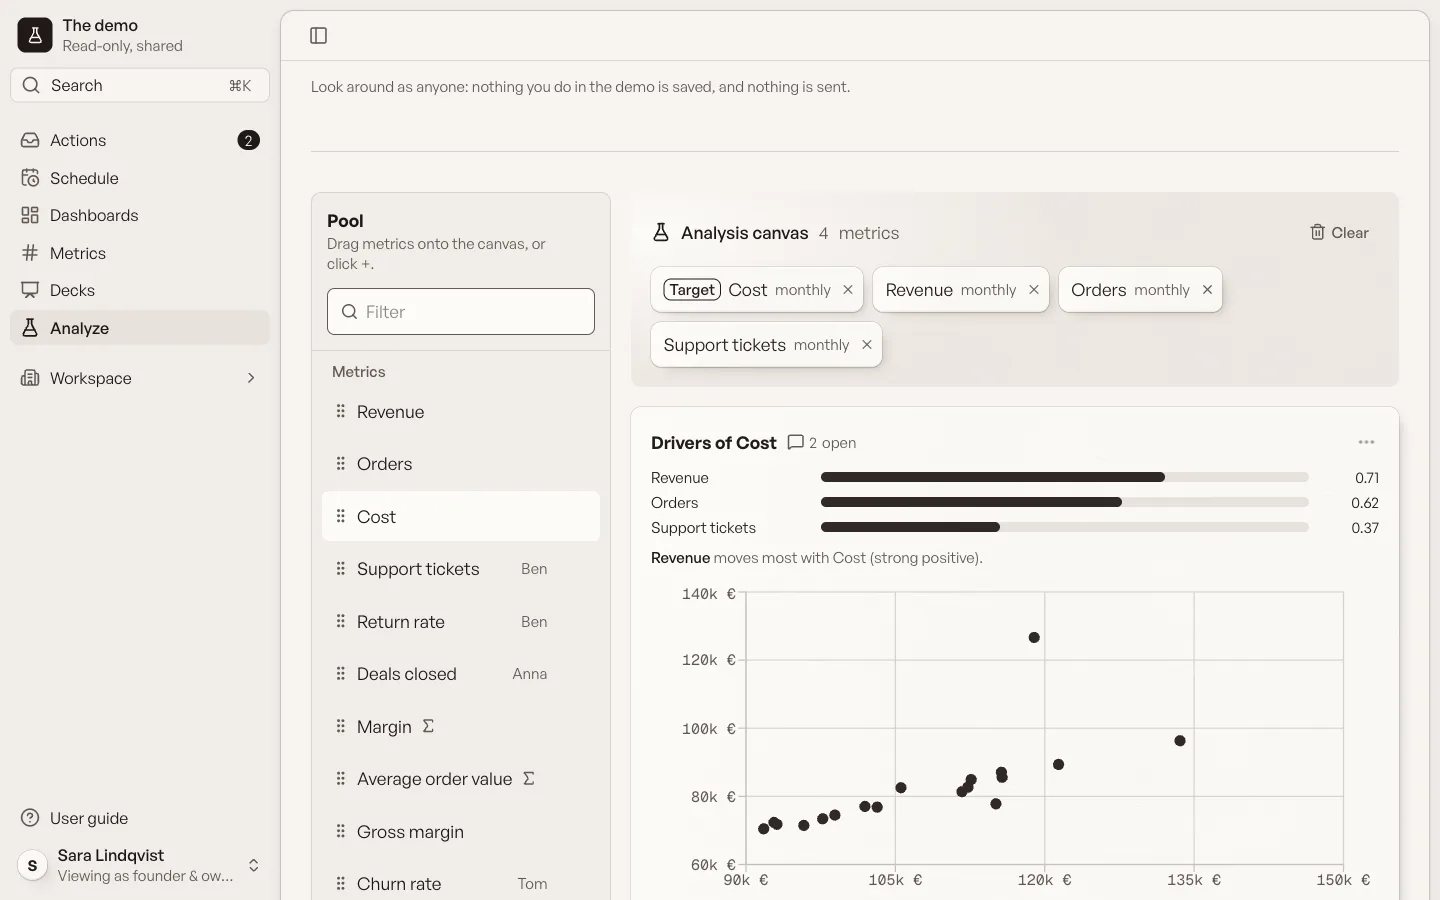 The demo
Read-only, shared
Search ⌘K
Actions 2
Schedule
Dashboards
Metrics
Decks
Analyze
Workspace
User guide
S
Sara Lindqvist
Viewing as founder & ow...
Look around as anyone: nothing you do in the demo is saved, and nothing is sent.
Pool
Drag metrics onto the canvas, or
click +.
Filter
Metrics
Revenue
Orders
Cost
Support tickets Ben
Return rate Ben
Deals closed Anna
Margin Σ
Average order value Σ
Gross margin
Churn rate Tom
Analysis canvas 4 metrics
Clear
Target Cost monthly ×
Revenue monthly ×
Orders monthly ×
Support tickets monthly ×
Drivers of Cost 2 open
Revenue 0.71
Orders 0.62
Support tickets 0.37
Revenue moves most with Cost (strong positive).
140k €
120k €
100k €
80k €
60k €
90k € 105k € 120k € 135k € 150k €